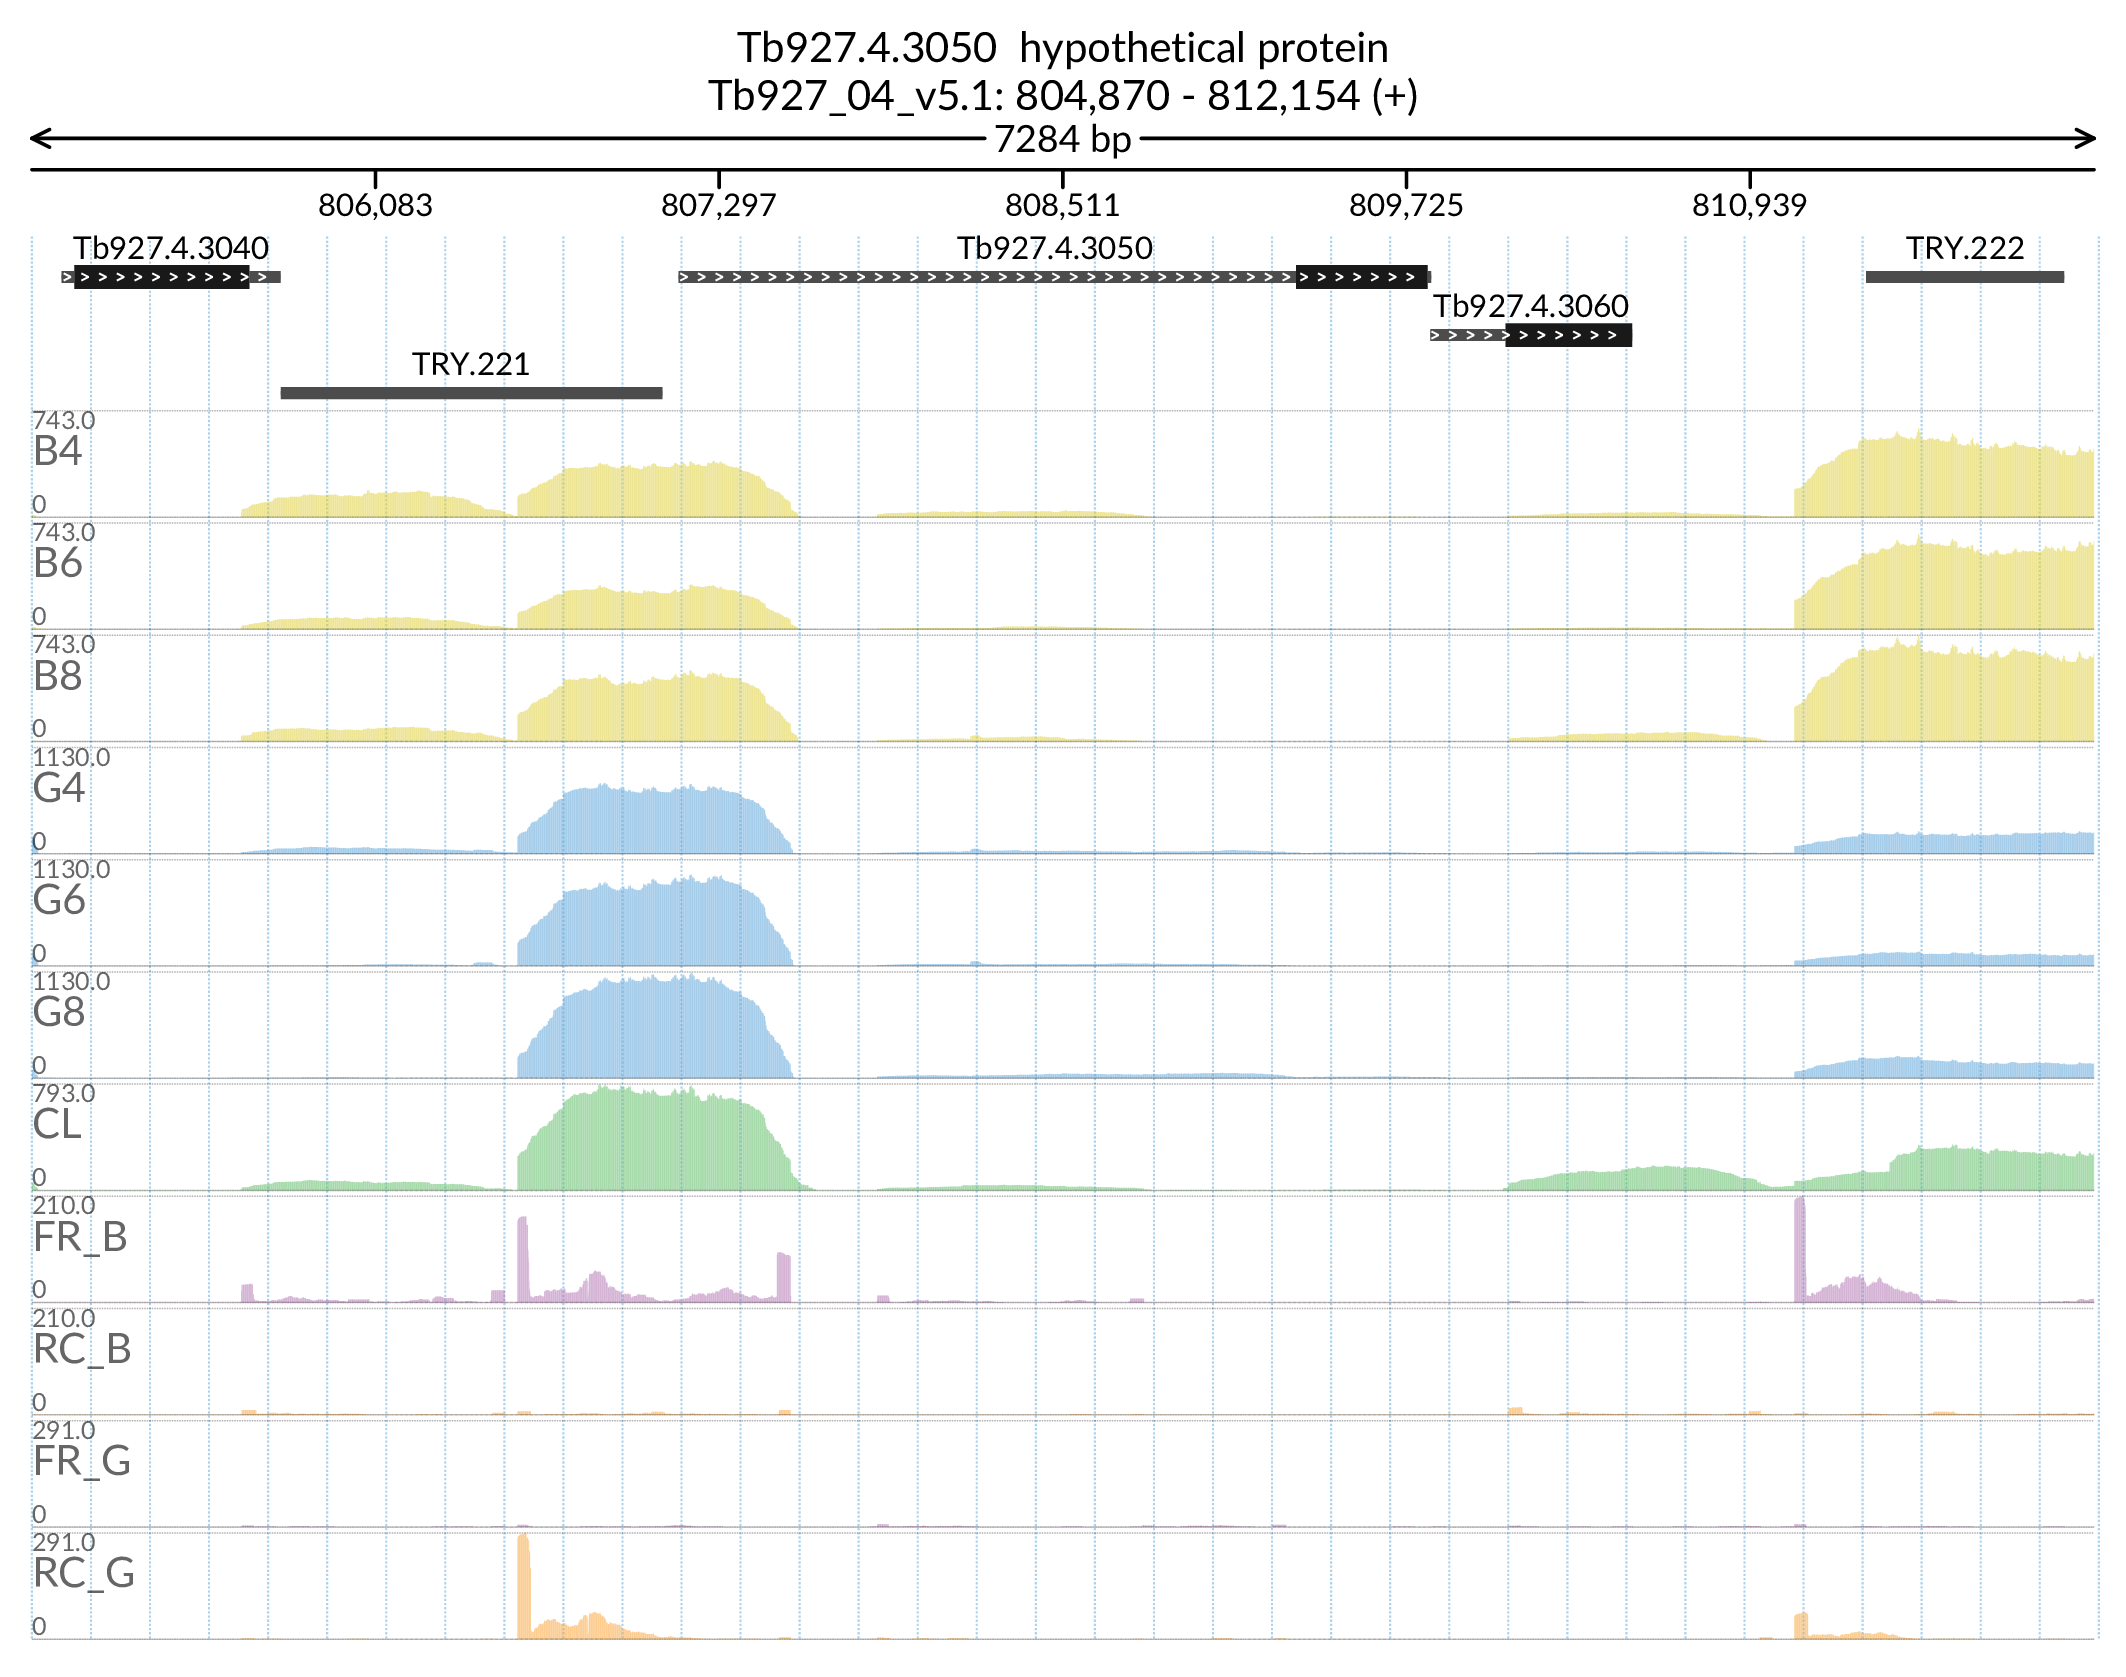 Tb927.4.3050  hypothetical protein
Tb927_04_v5.1: 804,870 - 812,154 (+)
7284 bp
806,083 807,297 808,511 809,725 810,939
Tb927.4.3040 Tb927.4.3050 TRY.222
Tb927.4.3060
TRY.221
743.0
B4
0
743.0
B6
0
743.0
B8
0
1130.0
G4
0
1130.0
G6
0
1130.0
G8
0
793.0
CL
0
210.0
FR_B
0
210.0
RC_B
0
291.0
FR_G
0
291.0
RC_G
0